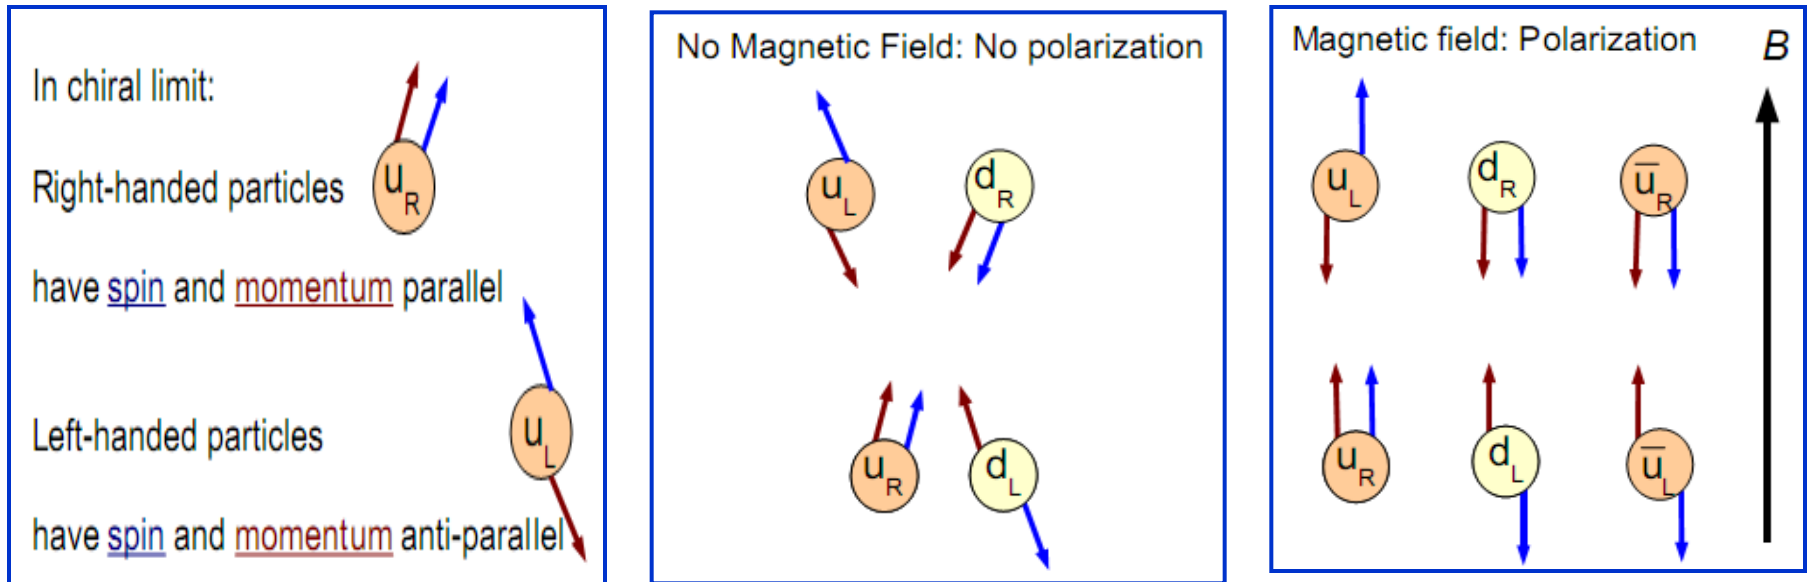 In chiral limit:
uR
Right-handed particles
have spin and momentum parallel
Left-handed particles
uL
have spin and momentum anti-parallel
No Magnetic Field: No polarization
uL dR
uR dL
Magnetic field: Polarization B
uL dR ūR
uR dL ūL